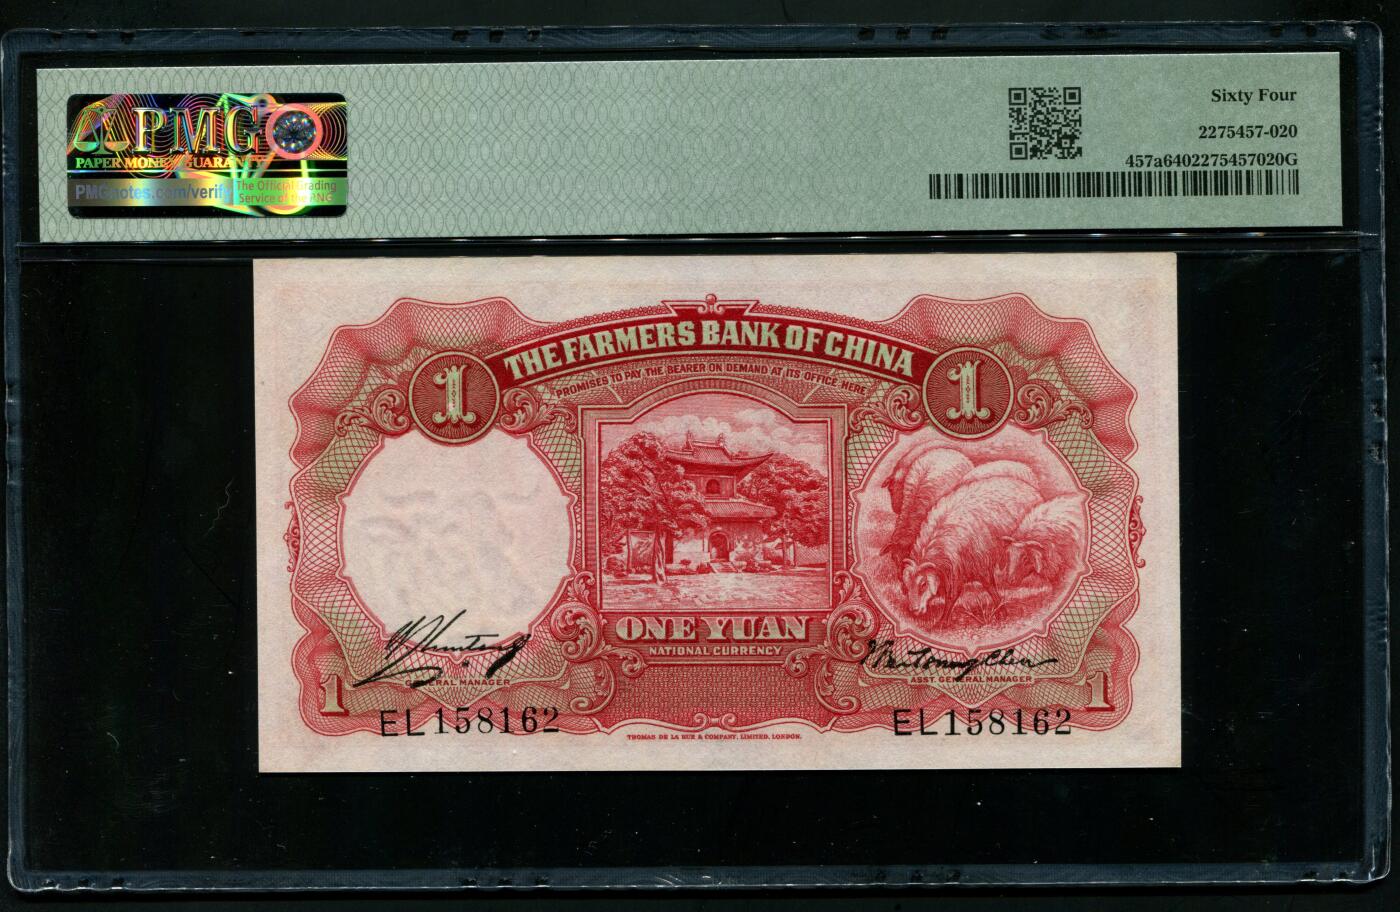 PMG
PAPER MONEY GUARANTY
PMGnotes.com/verify
The Official Grading
Service of the PNG
Sixty Four
2275457-020
457a6402275457020G
THE FARMERS BANK OF CHINA
PROMISES TO PAY THE BEARER ON DEMAND AT ITS OFFICE HERE
1 1
ONE YUAN
NATIONAL CURRENCY
GENERAL MANAGER
ASST. GENERAL MANAGER
1 1
EL158162 EL158162
THOMAS DE LA RUE & COMPANY, LIMITED, LONDON.